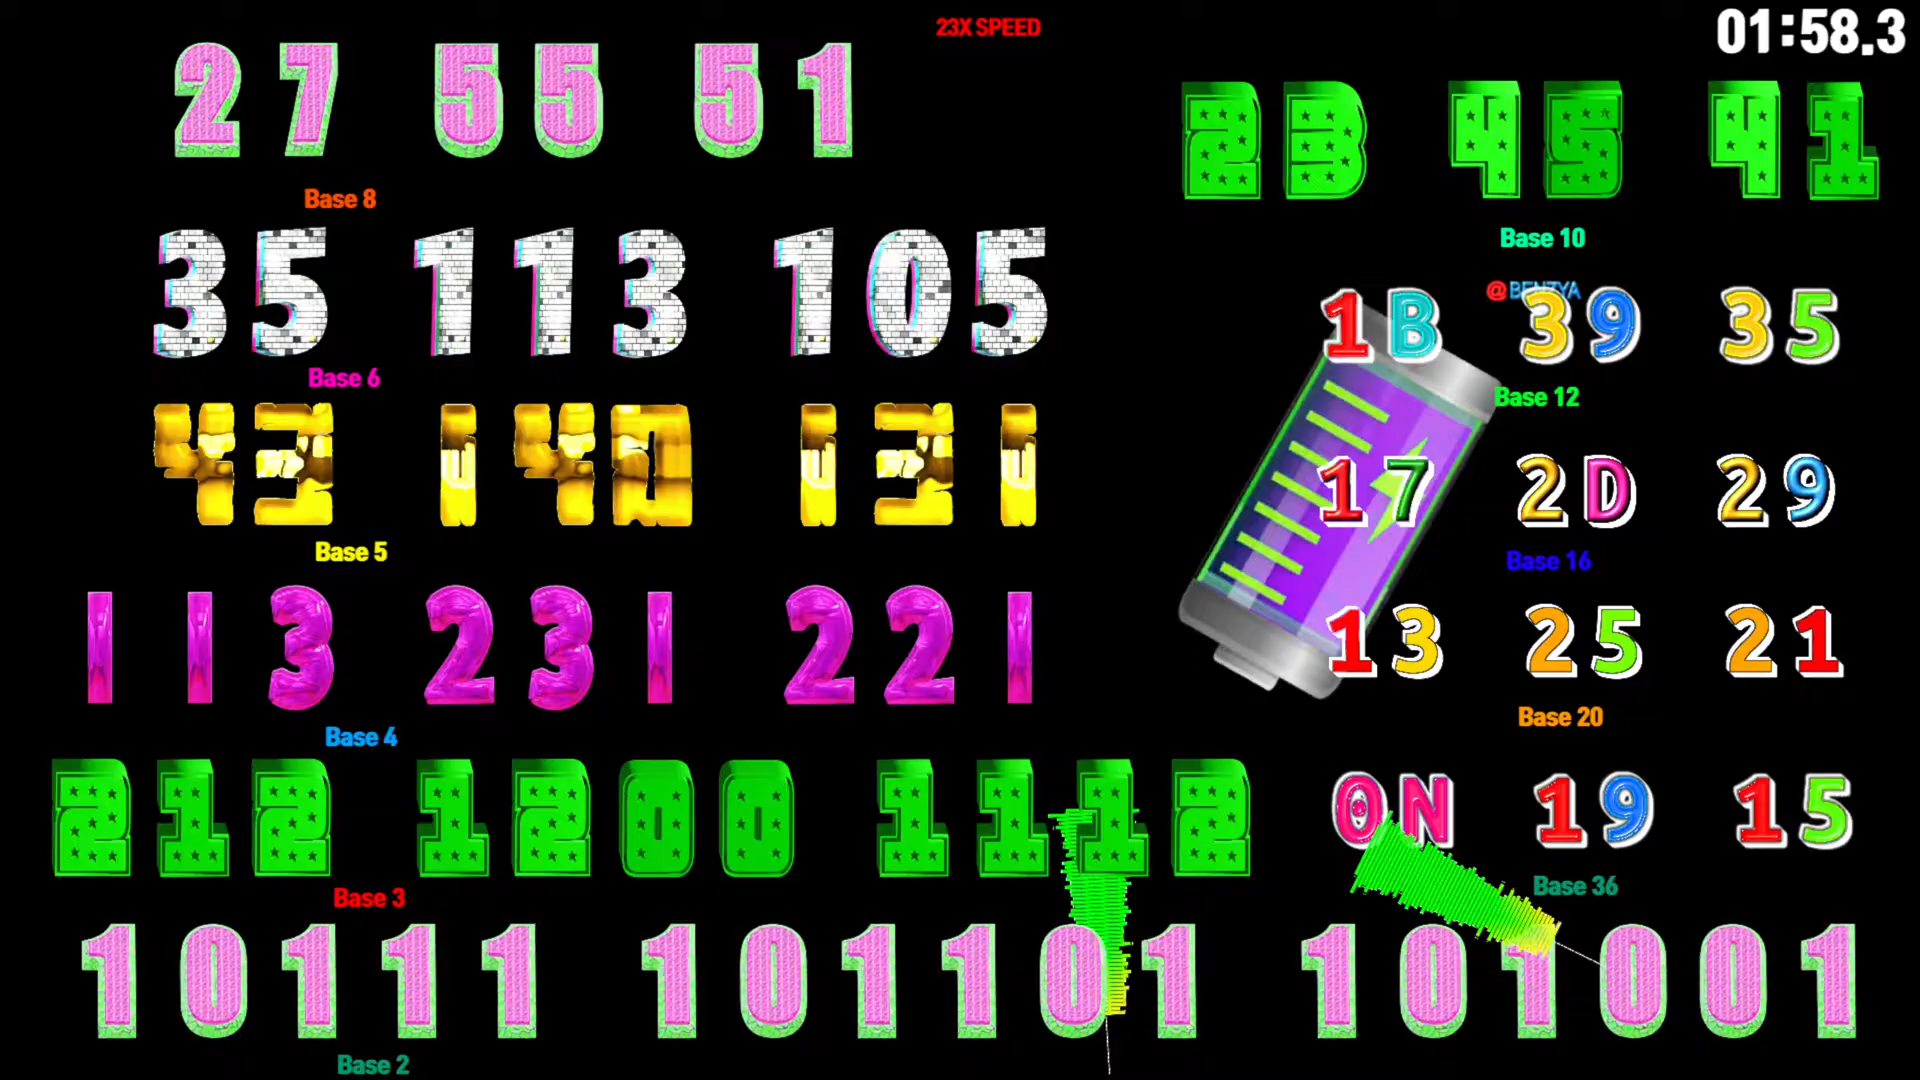 23X SPEED
01:58.3
27 55 51
Base 8
23 45 41
Base 10
35 113 105
Base 6
@BENZYA
1B 39 35
Base 12
43 140 131
Base 5
17 2D 29
Base 16
113 231 221
Base 4
13 25 21
Base 20
212 1200 1112
Base 3
0N 19 15
Base 36
10111 101101 101001
Base 2